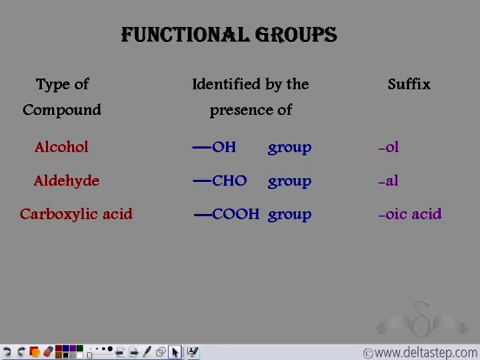 FUNCTIONAL GROUPS
Type of Compound Identified by the presence of Suffix
Alcohol —OH group -ol
Aldehyde —CHO group -al
Carboxylic acid —COOH group -oic acid
©www.deltastep.com